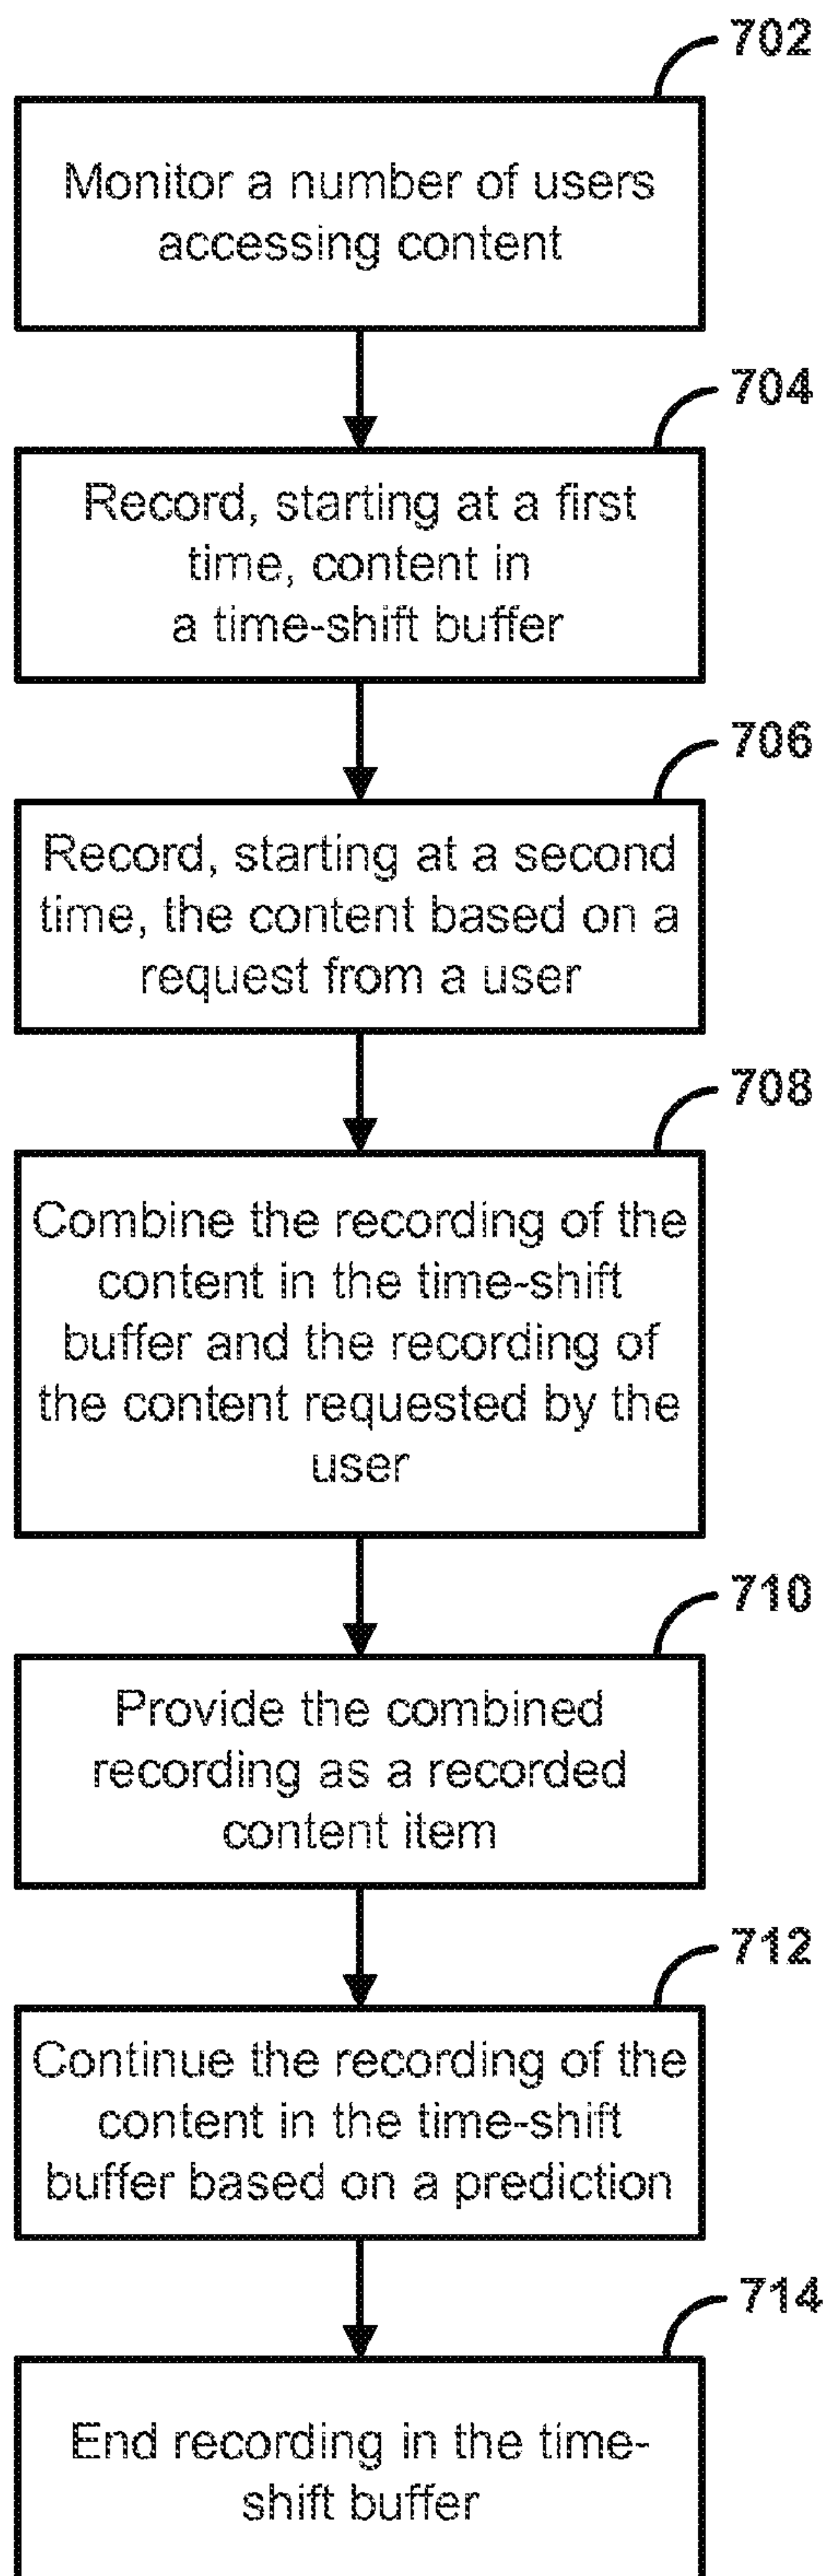 702
Monitor a number of users
accessing content
704
Record, starting at a first
time, content in
a time-shift buffer
706
Record, starting at a second
time, the content based on a
request from a user
708
Combine the recording of the
content in the time-shift
buffer and the recording of
the content requested by the
user
710
Provide the combined
recording as a recorded
content item
712
Continue the recording of the
content in the time-shift
buffer based on a prediction
714
End recording in the time-
shift buffer